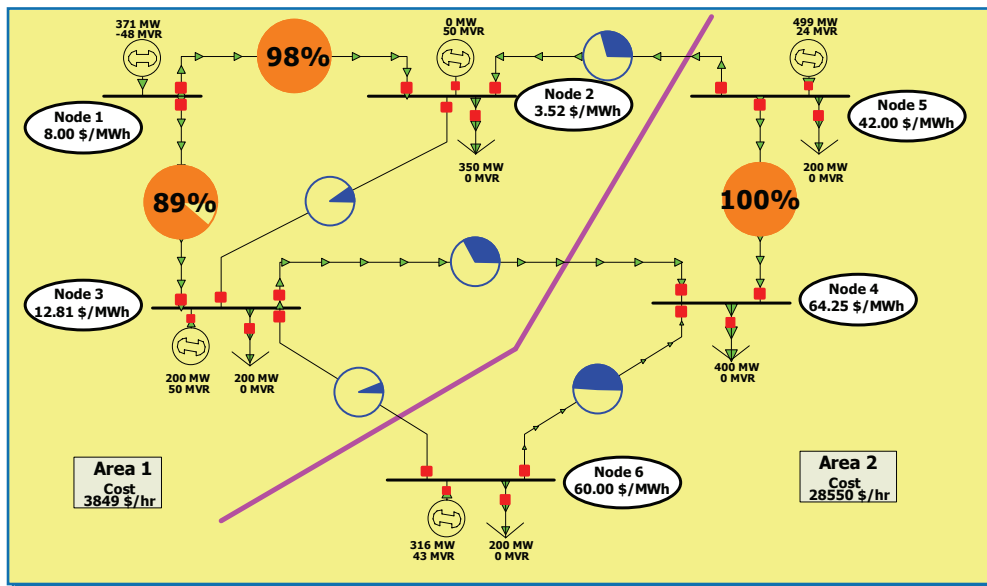 371 MW
-48 MVR
0 MW
50 MVR
499 MW
24 MVR
98%
Node 1
8.00 $/MWh
Node 2
3.52 $/MWh
Node 5
42.00 $/MWh
350 MW
0 MVR
200 MW
0 MVR
89%
100%
Node 3
12.81 $/MWh
Node 4
64.25 $/MWh
200 MW
50 MVR
200 MW
0 MVR
400 MW
0 MVR
Area 1
Cost
3849 $/hr
Node 6
60.00 $/MWh
Area 2
Cost
28550 $/hr
316 MW
43 MVR
200 MW
0 MVR